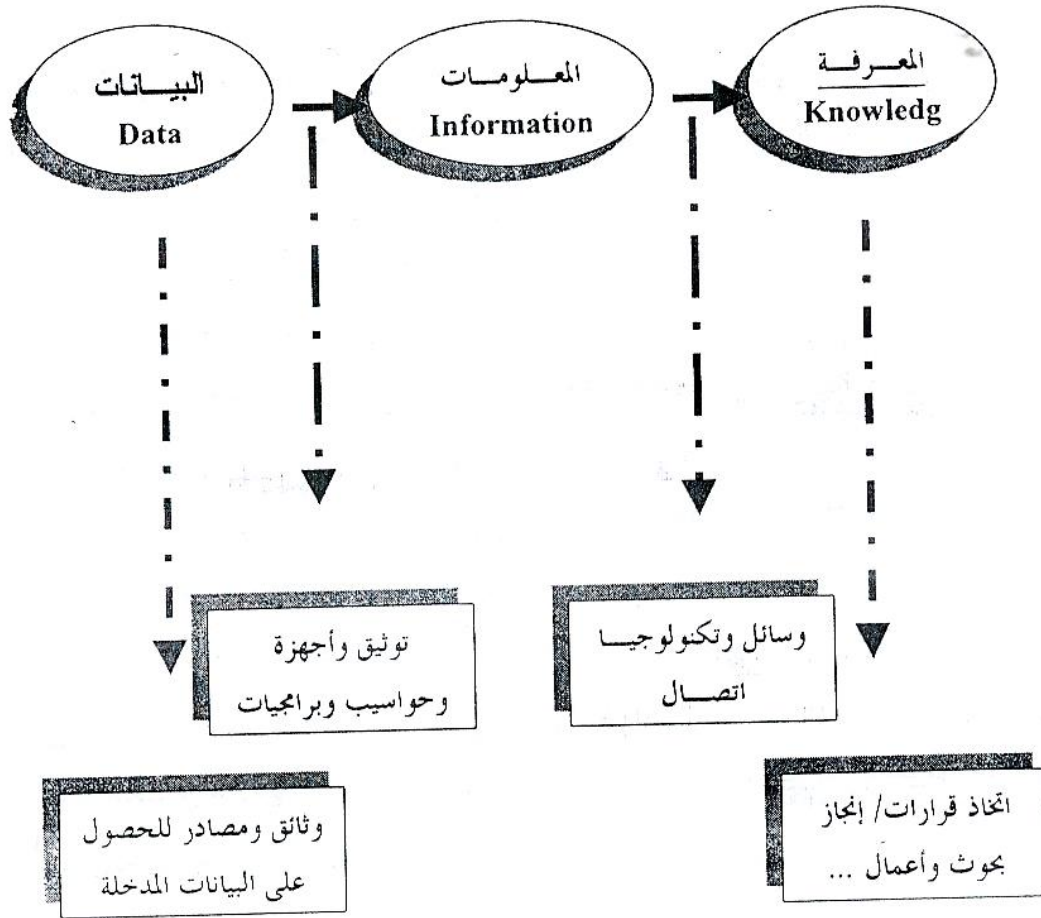 البيانات
Data
المعلومات
Information
المعرفة
Knowledg
توثيق وأجهزة
وحواسيب وبرامجيات
وسائل وتكنولوجيا
اتصال
وثائق ومصادر للحصول
على البيانات المدخلة
اتخاذ قرارات/ إنجاز
بحوث وأعمال ...